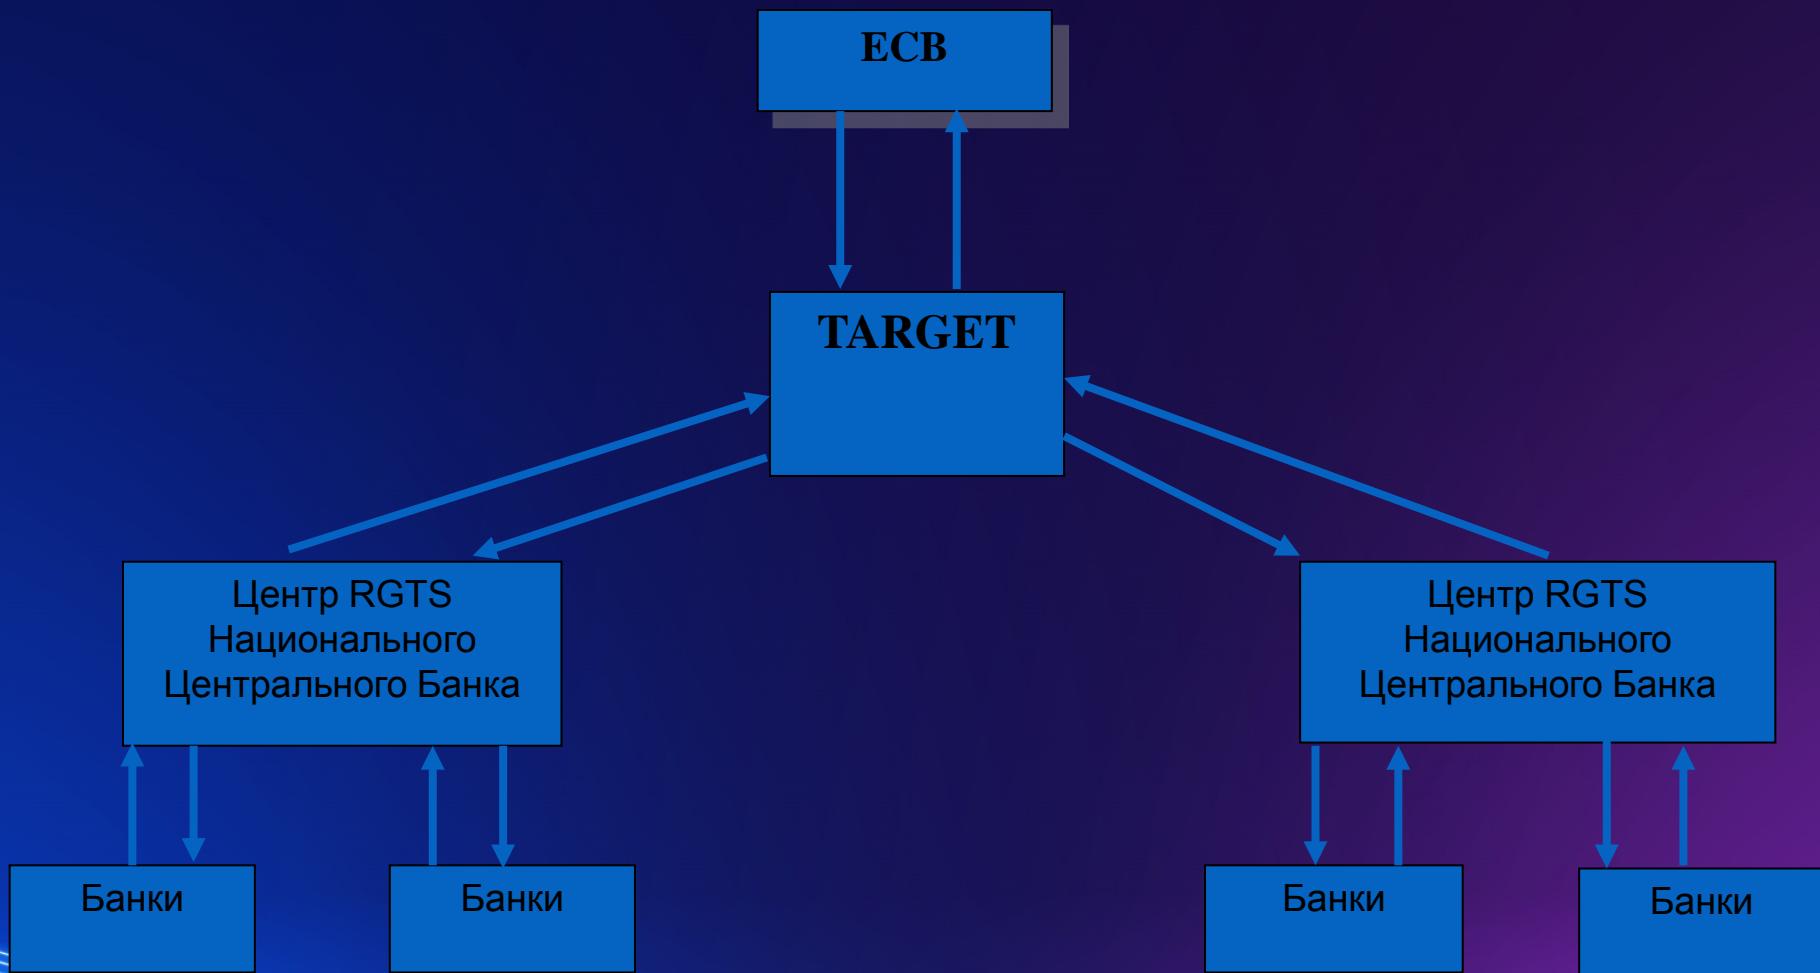 ECB
TARGET
Центр RGTS
Национального
Центрального Банка
Центр RGTS
Национального
Центрального Банка
Банки
Банки
Банки
Банки